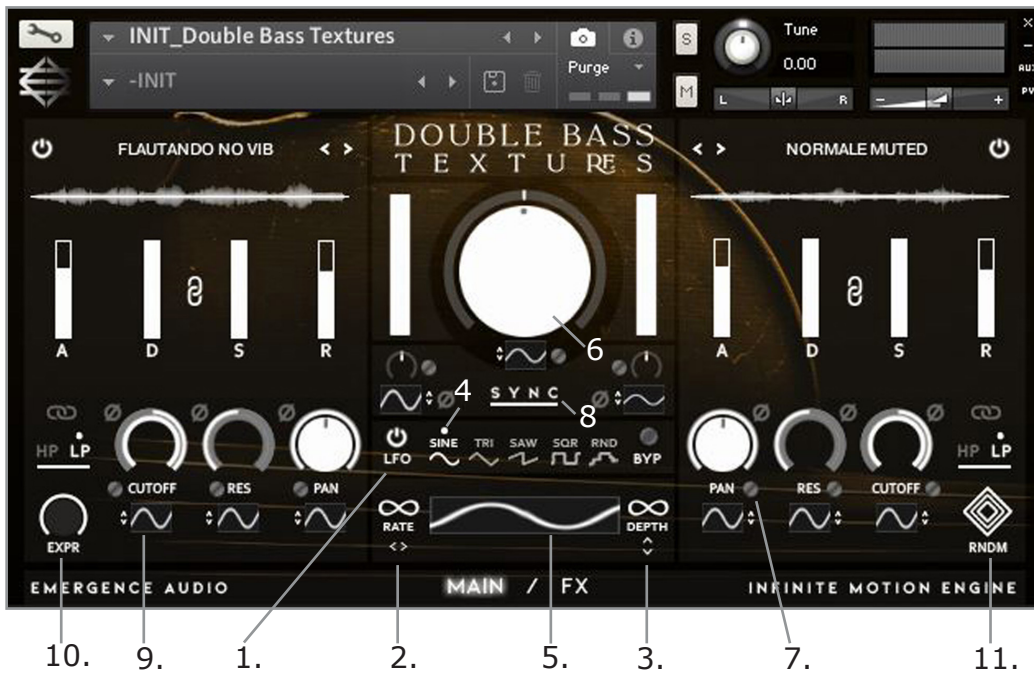 INIT_Double Bass Textures
S
Tune
Purge
0.00
AUX
-INIT
M
L R
- +
PV
FLAUTANDO NO VIB < >
DOUBLE BASS
TEXTURES
< > NORMALE MUTED
A D S R
A D S R
6
4
SYNC
8
HP LP
LFO
SINE TRI SAW SQR RND
BYP
HP LP
CUTOFF RES PAN
PAN RES CUTOFF
RATE
DEPTH
< >
EXPR
RNDM
EMERGENCE AUDIO
MAIN / FX
INFINITE MOTION ENGINE
10. 9. 1. 2. 5. 3. 7. 11.